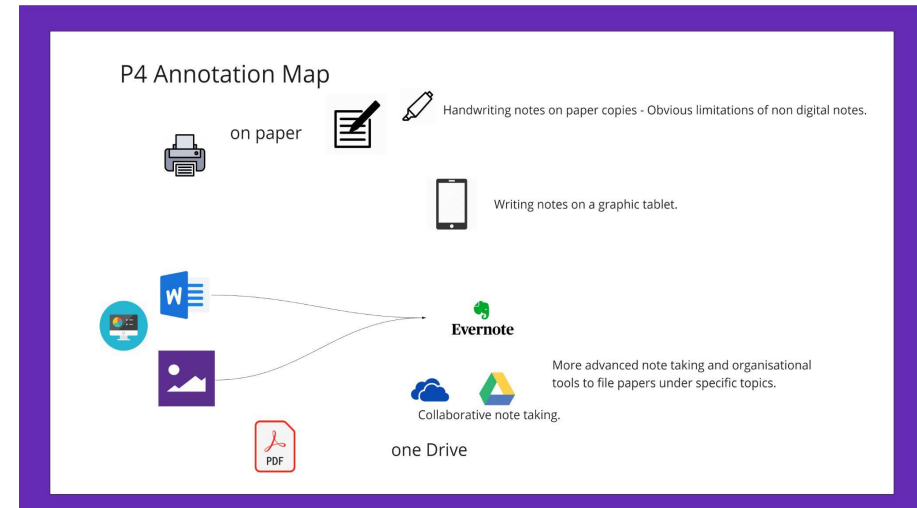 P4 Annotation Map
Handwriting notes on paper copies - Obvious limitations of non digital notes.
on paper
Writing notes on a graphic tablet.
W
Evernote
More advanced note taking and organisational
tools to file papers under specific topics.
Collaborative note taking.
one Drive
PDF